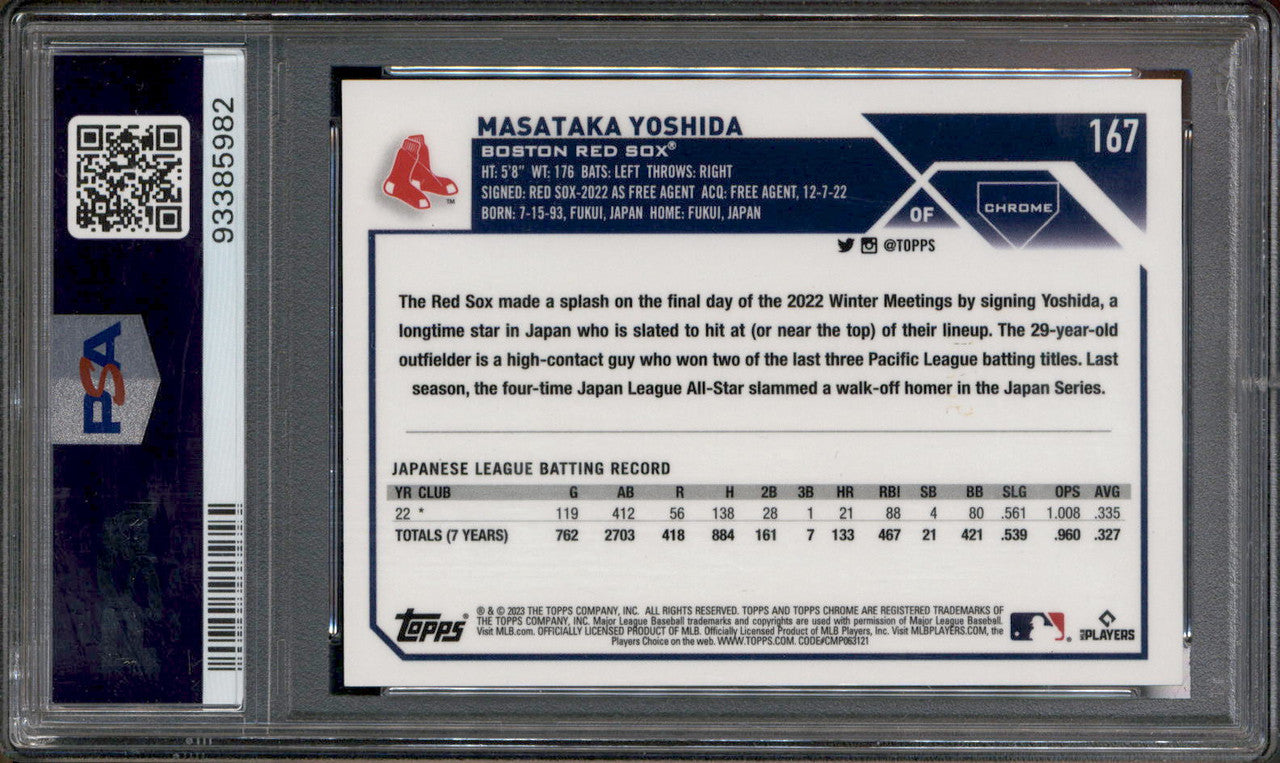 93385982
PSA
MASATAKA YOSHIDA
167
BOSTON RED SOX®
HT: 5'8" WT: 176 BATS: LEFT THROWS: RIGHT
SIGNED: RED SOX-2022 AS FREE AGENT ACQ: FREE AGENT, 12-7-22
BORN: 7-15-93, FUKUI, JAPAN HOME: FUKUI, JAPAN
TM
OF
CHROME
@TOPPS
The Red Sox made a splash on the final day of the 2022 Winter Meetings by signing Yoshida, a
longtime star in Japan who is slated to hit at (or near the top) of their lineup. The 29-year-old
outfielder is a high-contact guy who won two of the last three Pacific League batting titles. Last
season, the four-time Japan League All-Star slammed a walk-off homer in the Japan Series.
JAPANESE LEAGUE BATTING RECORD
YR CLUB G AB R H 2B 3B HR RBI SB BB SLG OPS AVG
22 * 119 412 56 138 28 1 21 88 4 80 .561 1.008 .335
TOTALS (7 YEARS) 762 2703 418 884 161 7 133 467 21 421 .539 .960 .327
Topps®
® & © 2023 THE TOPPS COMPANY, INC. ALL RIGHTS RESERVED. TOPPS AND TOPPS CHROME ARE REGISTERED TRADEMARKS OF
THE TOPPS COMPANY, INC. Major League Baseball trademarks and copyrights are used with permission of Major League Baseball.
Visit MLB.com. OFFICIALLY LICENSED PRODUCT OF MLB. Officially Licensed Product of MLB Players, Inc. Visit MLBPLAYERS.COM, the
Players Choice on the web. WWW.TOPPS.COM. CODE#CMP063121
MLB PLAYERS